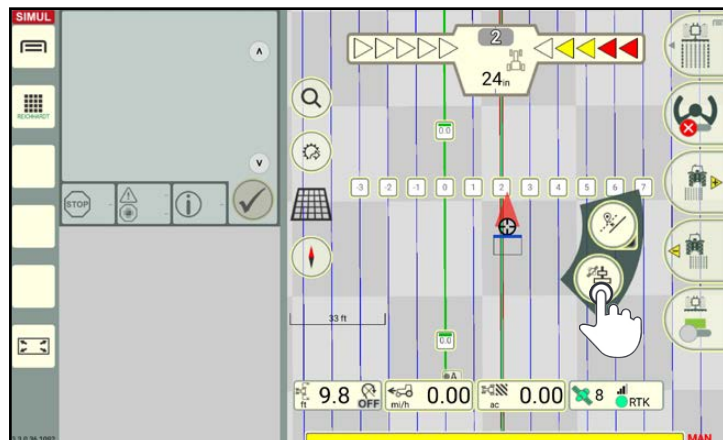 SIMUL
2
24in
REICHARDT
0.0
-3 -2 -1 0 1 2 3 4 5 6 7
STOP
33 ft
0.0
A
ft 9.8 OFF
mi/h 0.00
ac 0.00
8 RTK
MAN